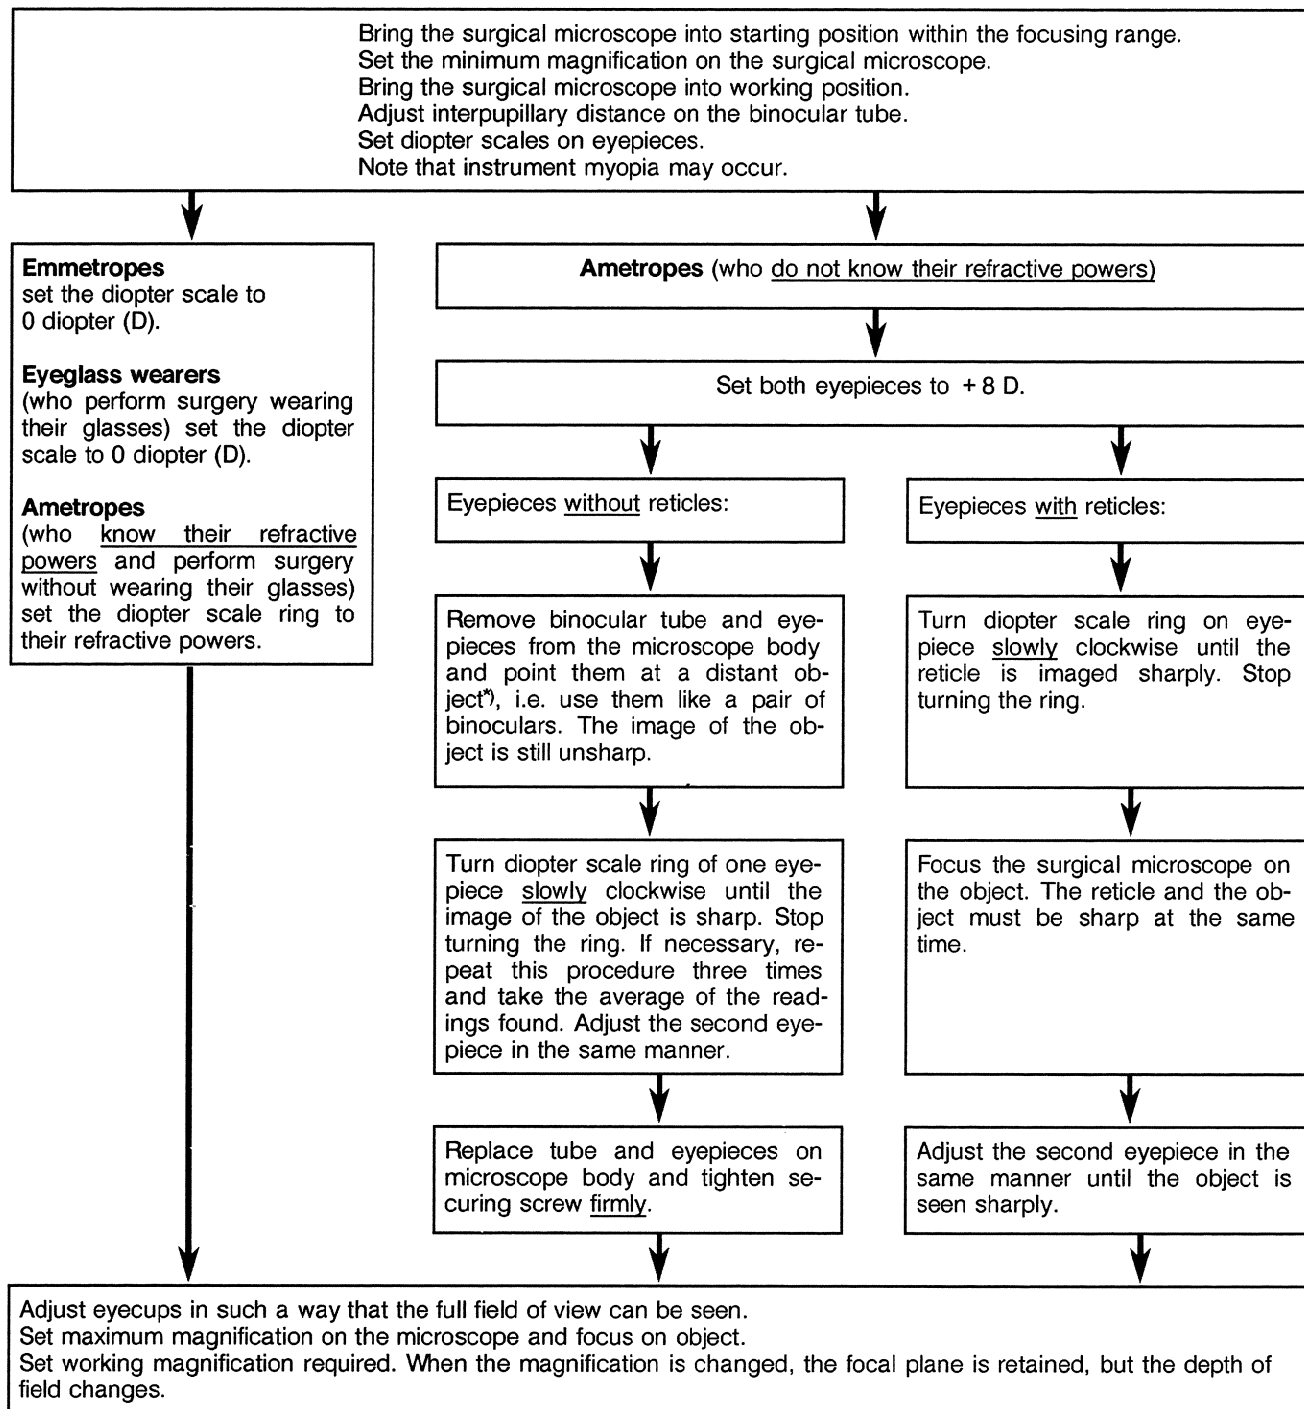 Bring the surgical microscope into starting position within the focusing range.
Set the minimum magnification on the surgical microscope.
Bring the surgical microscope into working position.
Adjust interpupillary distance on the binocular tube.
Set diopter scales on eyepieces.
Note that instrument myopia may occur.
Emmetropes
set the diopter scale to
0 diopter (D).
Eyeglass wearers
(who perform surgery wearing
their glasses) set the diopter
scale to 0 diopter (D).
Ametropes
(who know their refractive
powers and perform surgery
without wearing their glasses)
set the diopter scale ring to
their refractive powers.
Ametropes (who do not know their refractive powers)
Set both eyepieces to + 8 D.
Eyepieces without reticles:
Remove binocular tube and eye-
pieces from the microscope body
and point them at a distant ob-
ject*), i.e. use them like a pair of
binoculars. The image of the ob-
ject is still unsharp.
Turn diopter scale ring of one eye-
piece slowly clockwise until the
image of the object is sharp. Stop
turning the ring. If necessary, re-
peat this procedure three times
and take the average of the read-
ings found. Adjust the second eye-
piece in the same manner.
Replace tube and eyepieces on
microscope body and tighten se-
curing screw firmly.
Eyepieces with reticles:
Turn diopter scale ring on eye-
piece slowly clockwise until the
reticle is imaged sharply. Stop
turning the ring.
Focus the surgical microscope on
the object. The reticle and the ob-
ject must be sharp at the same
time.
Adjust the second eyepiece in the
same manner until the object is
seen sharply.
Adjust eyecups in such a way that the full field of view can be seen.
Set maximum magnification on the microscope and focus on object.
Set working magnification required. When the magnification is changed, the focal plane is retained, but the depth of
field changes.